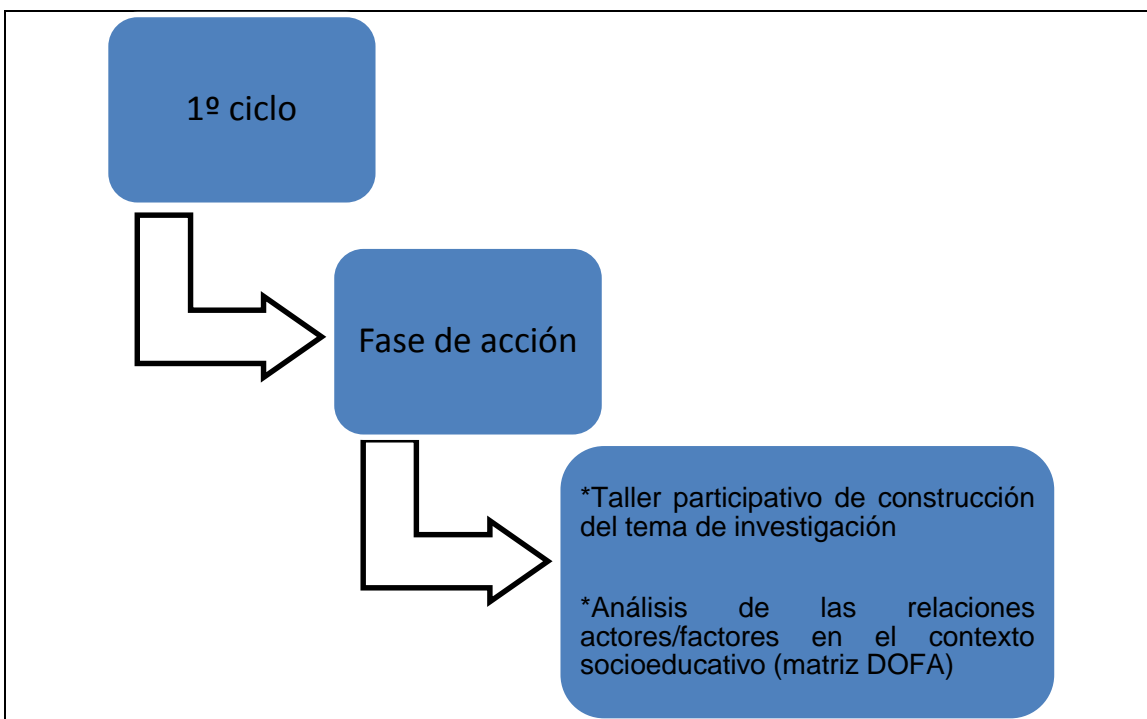 1º ciclo
Fase de acción
*Taller participativo de construcción
del tema de investigación
*Análisis de las relaciones
actores/factores en el contexto
socioeducativo (matriz DOFA)